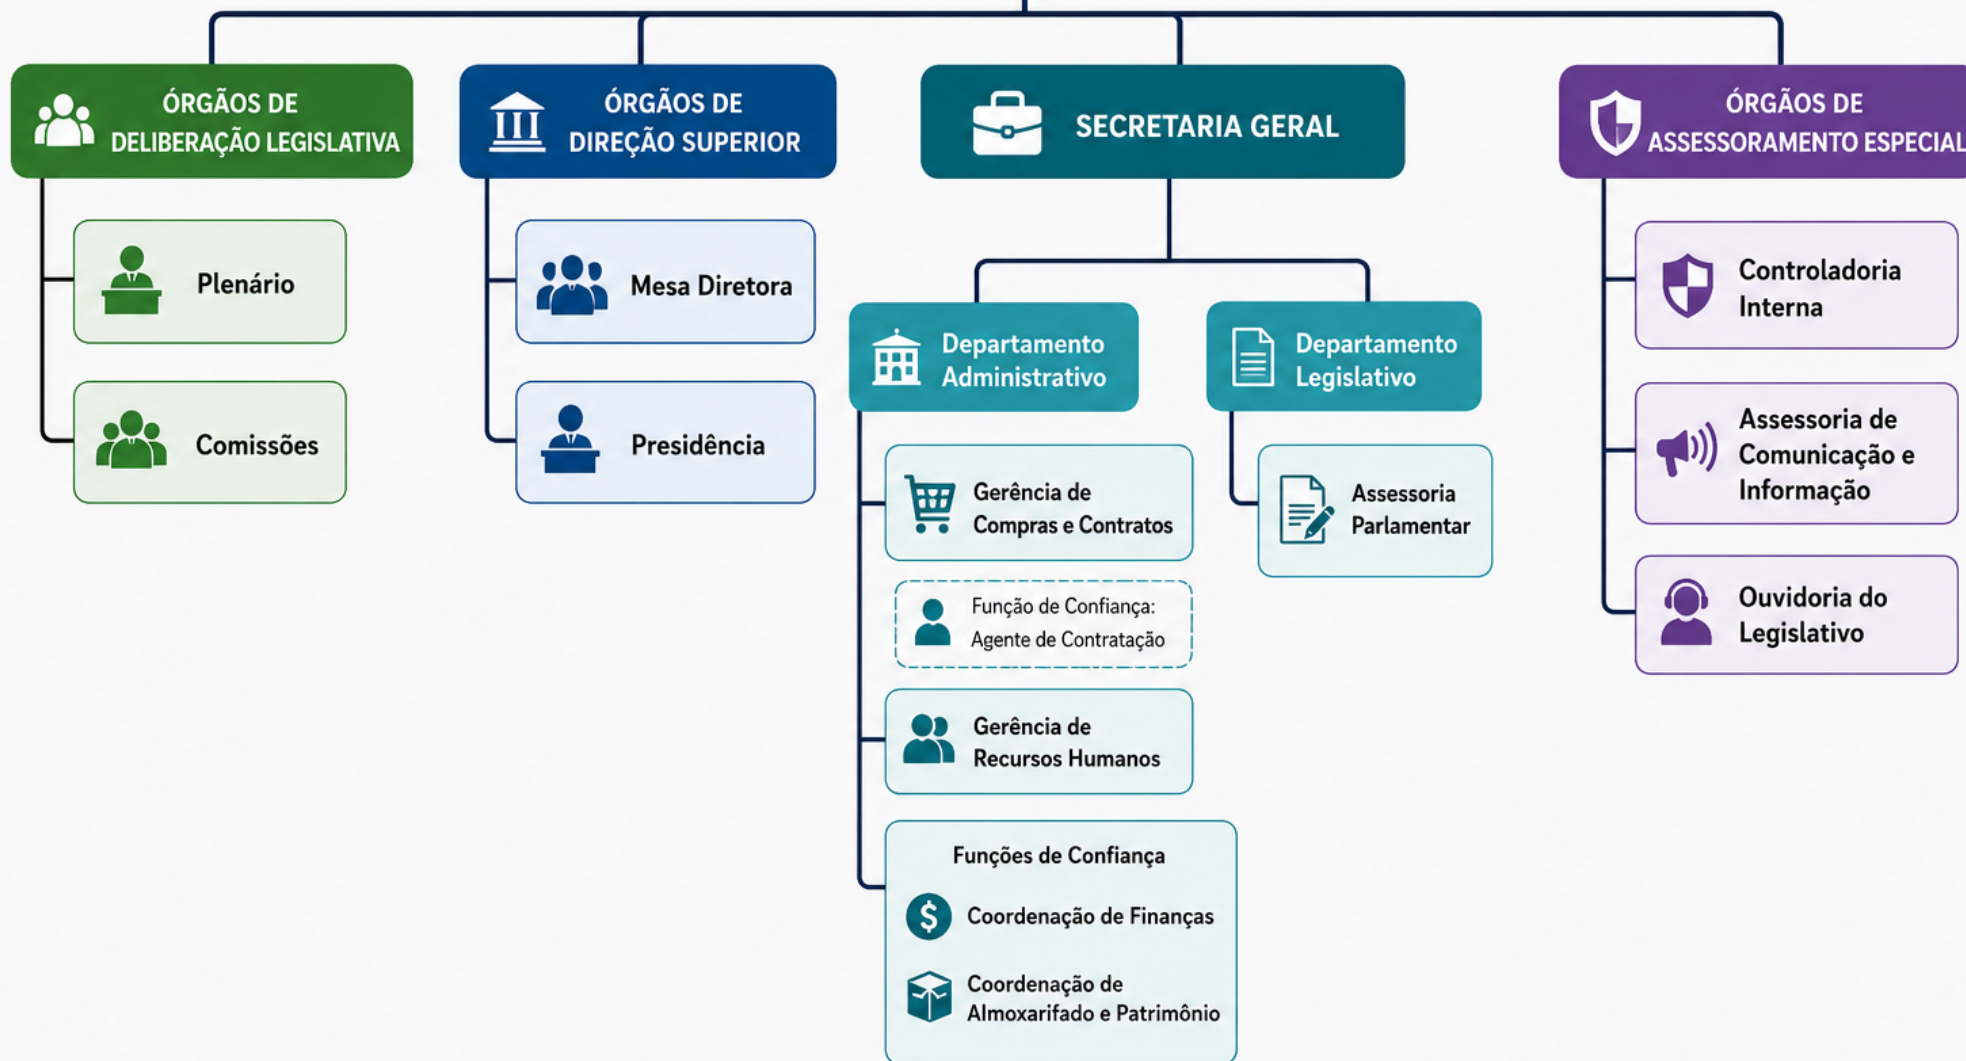 ÓRGÃOS DE
DELIBERAÇÃO LEGISLATIVA
Plenário
Comissões
ÓRGÃOS DE
DIREÇÃO SUPERIOR
Mesa Diretora
Presidência
SECRETARIA GERAL
Departamento
Administrativo
Gerência de
Compras e Contratos
Função de Confiança:
Agente de Contratação
Gerência de
Recursos Humanos
Funções de Confiança
Coordenação de Finanças
Coordenação de
Almoxarifado e Patrimônio
Departamento
Legislativo
Assessoria
Parlamentar
ÓRGÃOS DE
ASSESSORAMENTO ESPECIAL
Controladoria
Interna
Assessoria de
Comunicação e
Informação
Ouvidoria do
Legislativo